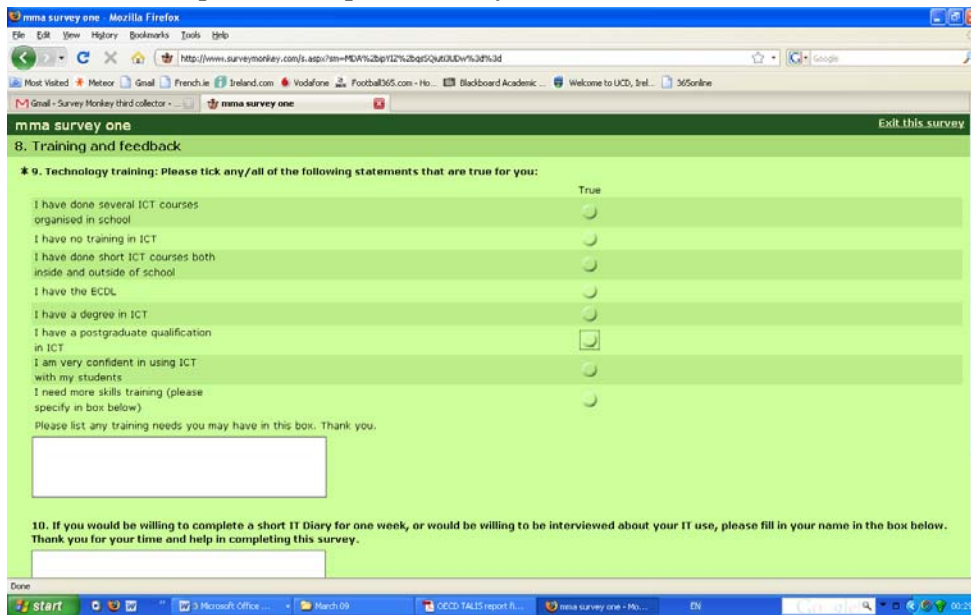 mma survey one - Mozilla Firefox
File Edit View History Bookmarks Tools Help
Google
Most Visited Meteor Gmail French.ie Ireland.com Vodafone Football365.com - Ho... Blackboard Academic ... Welcome to UCD, Irel... 365online
Gmail - Survey Monkey third collector - ... mma survey one
mma survey one Exit this survey
8. Training and feedback
* 9. Technology training: Please tick any/all of the following statements that are true for you:
True
I have done several ICT courses
organised in school
I have no training in ICT
I have done short ICT courses both
inside and outside of school
I have the ECDL
I have a degree in ICT
I have a postgraduate qualification
in ICT
I am very confident in using ICT
with my students
I need more skills training (please
specify in box below)
Please list any training needs you may have in this box. Thank you.
10. If you would be willing to complete a short IT Diary for one week, or would be willing to be interviewed about your IT use, please fill in your name in the box below.
Thank you for your time and help in completing this survey.
Done
start 3 Microsoft Office ... March 09 OECD TALIS report fi... mma survey one - Mo... EN